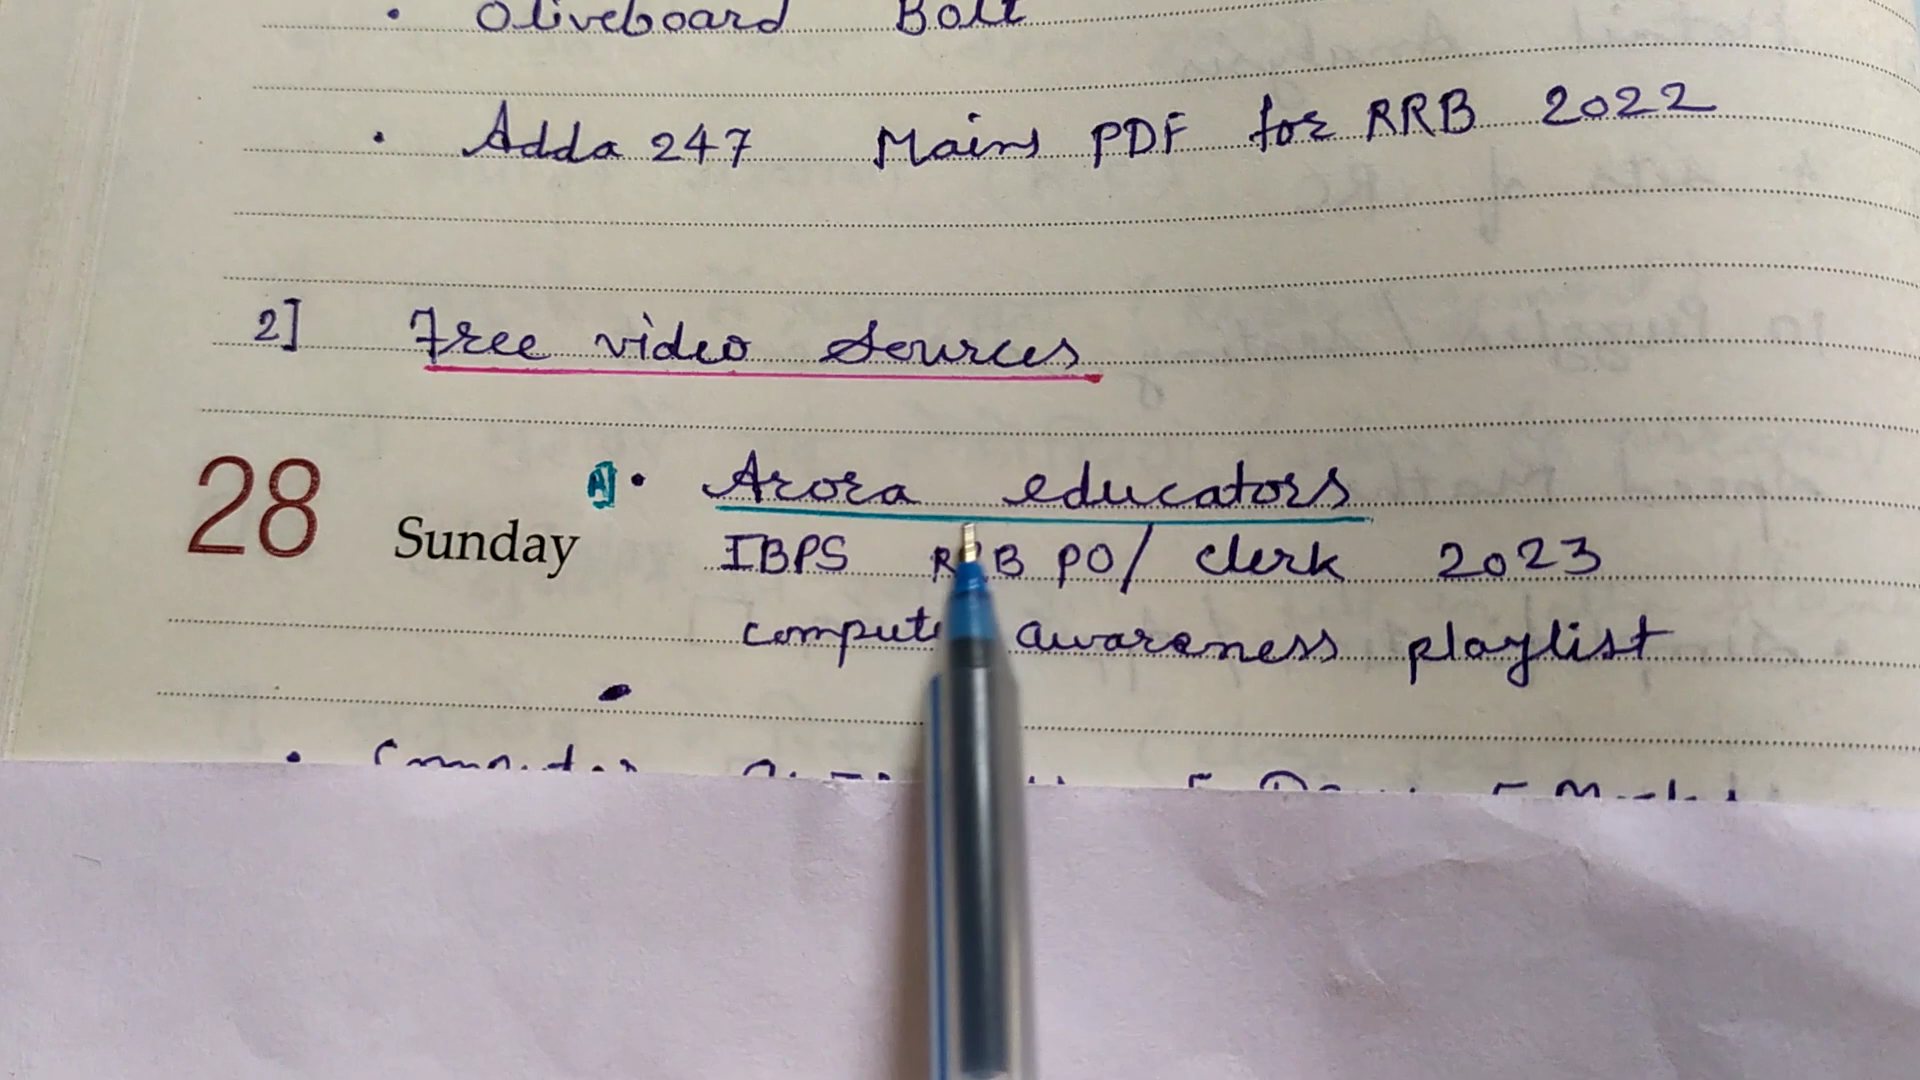 • Oliveboard Bolt
• Adda 247 Mains PDF for RRB 2022
2] Free video Sources
28 Sunday
A] • Arora educators
IBPS RRB PO/ clerk 2023
computer awareness playlist